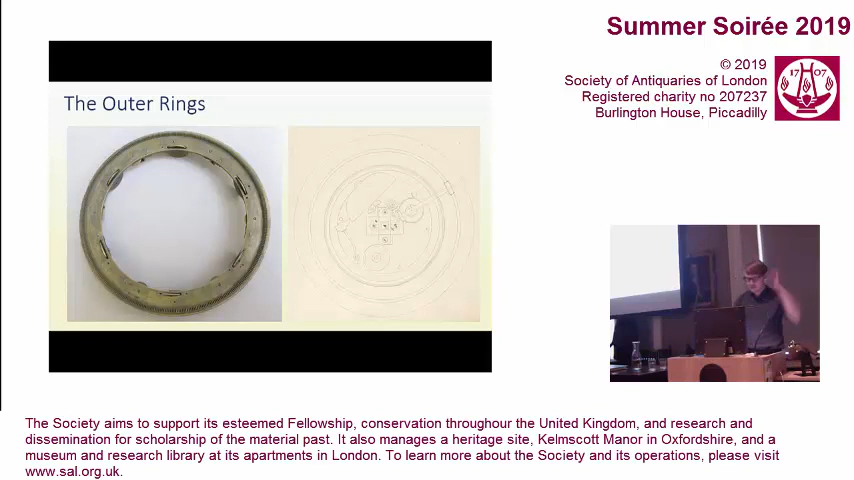 Summer Soirée 2019
© 2019
Society of Antiquaries of London
Registered charity no 207237
Burlington House, Piccadilly
17 07
The Outer Rings
The Society aims to support its esteemed Fellowship, conservation throughour the United Kingdom, and research and
dissemination for scholarship of the material past. It also manages a heritage site, Kelmscott Manor in Oxfordshire, and a
museum and research library at its apartments in London. To learn more about the Society and its operations, please visit
www.sal.org.uk.